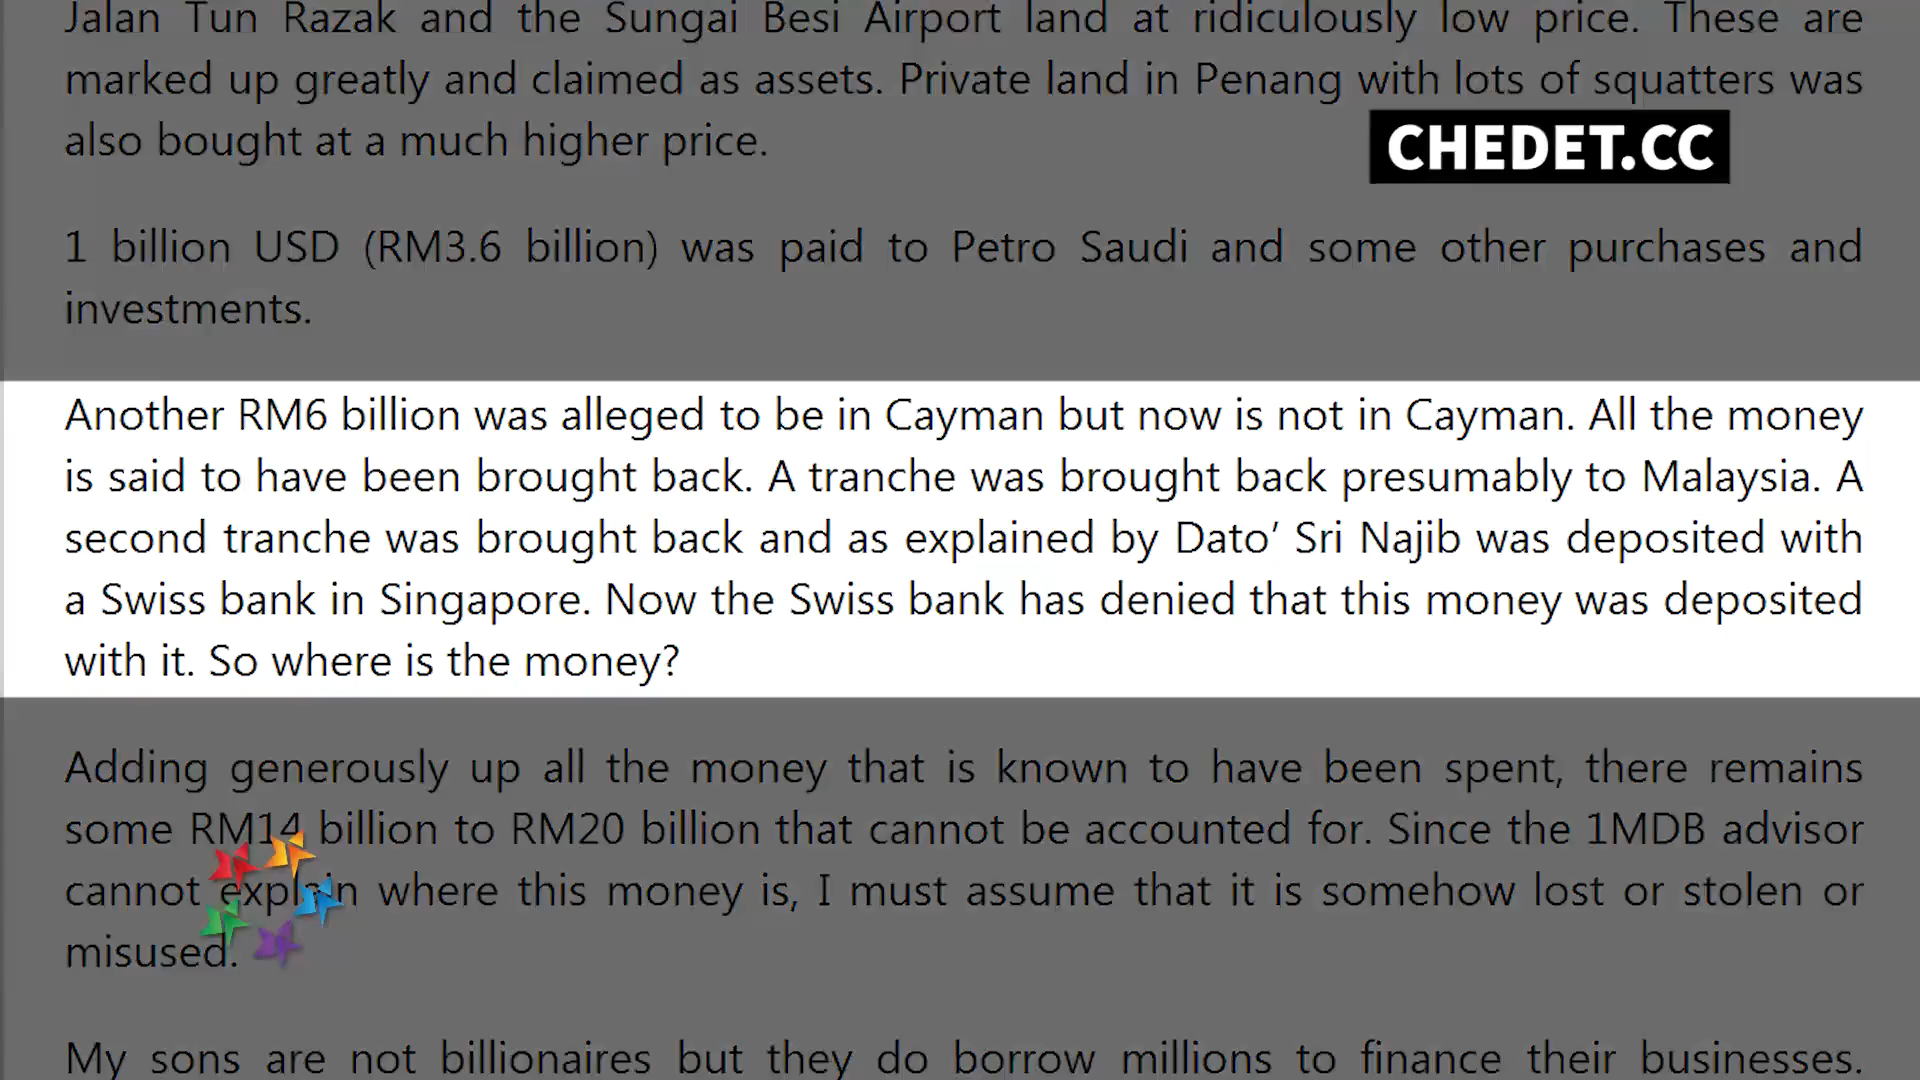 Jalan Tun Razak and the Sungai Besi Airport land at ridiculously low price. These are
marked up greatly and claimed as assets. Private land in Penang with lots of squatters was
also bought at a much higher price.
CHEDET.CC
1 billion USD (RM3.6 billion) was paid to Petro Saudi and some other purchases and
investments.
Another RM6 billion was alleged to be in Cayman but now is not in Cayman. All the money
is said to have been brought back. A tranche was brought back presumably to Malaysia. A
second tranche was brought back and as explained by Dato’ Sri Najib was deposited with
a Swiss bank in Singapore. Now the Swiss bank has denied that this money was deposited
with it. So where is the money?
Adding generously up all the money that is known to have been spent, there remains
some RM14 billion to RM20 billion that cannot be accounted for. Since the 1MDB advisor
cannot explain where this money is, I must assume that it is somehow lost or stolen or
misused.
My sons are not billionaires but they do borrow millions to finance their businesses.